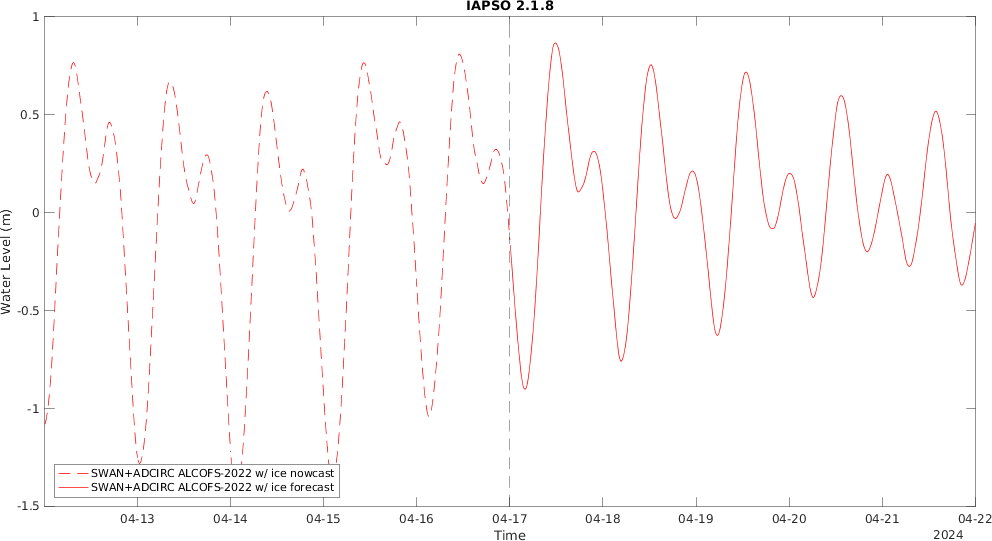 IAPSO 2.1.8
1
0.5
0
-0.5
-1
-1.5
Water Level (m)
SWAN+ADCIRC ALCOFS-2022 w/ ice nowcast
SWAN+ADCIRC ALCOFS-2022 w/ ice forecast
04-13 04-14 04-15 04-16 04-17 04-18 04-19 04-20 04-21 04-22
Time
2024